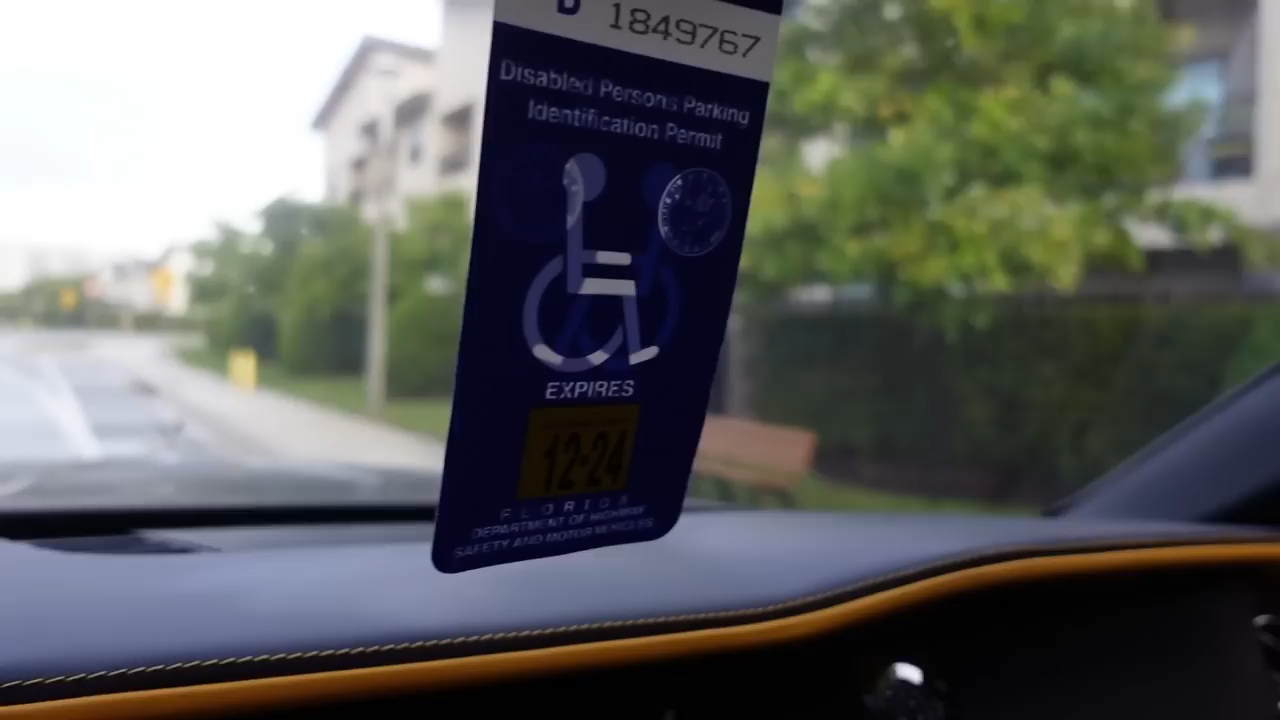 D 1849767
Disabled Persons Parking
Identification Permit
EXPIRES
12-24
FLORIDA
DEPARTMENT OF HIGHWAY
SAFETY AND MOTOR VEHICLES